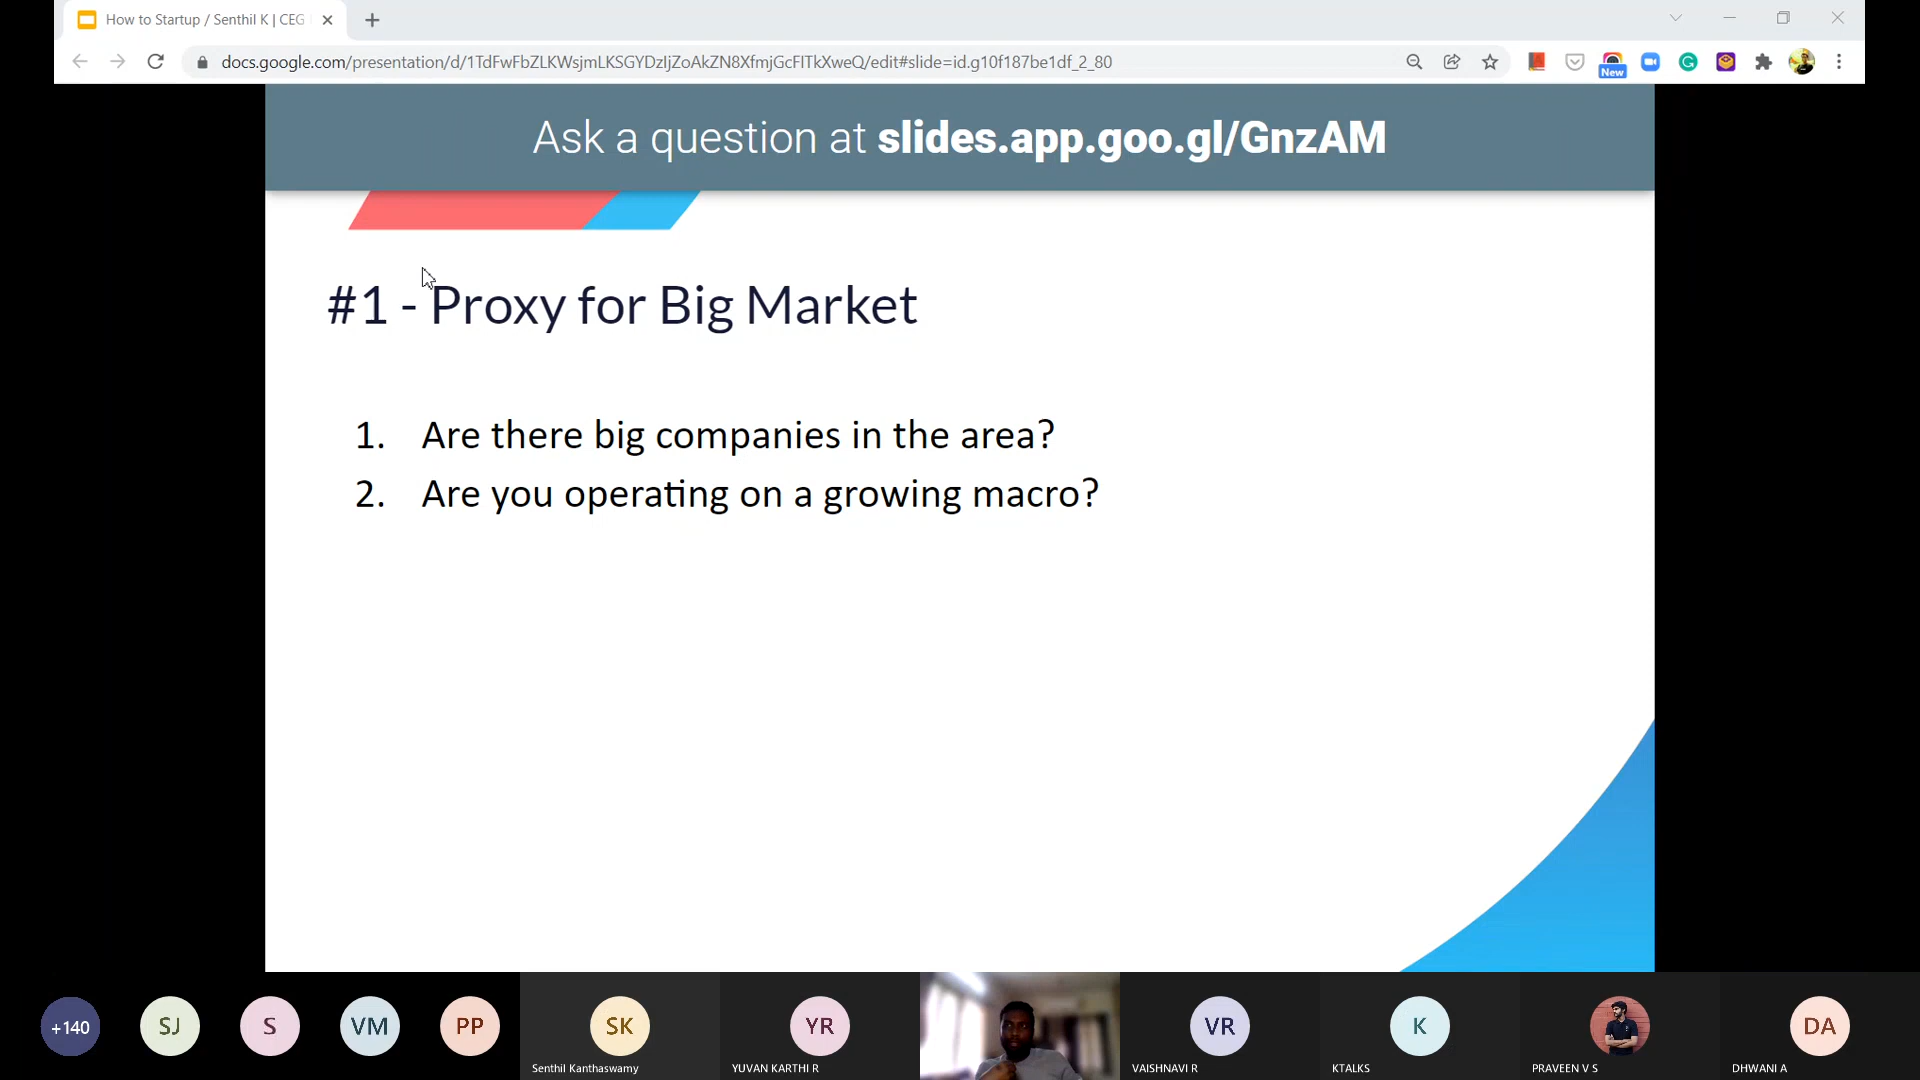 How to Startup / Senthil K | CEG
docs.google.com/presentation/d/1TdFwFbZLKWsjmLKSGYDzIjZoAkZN8XfmjGcFITkXweQ/edit#slide=id.g10f187be1df_2_80
New
Ask a question at slides.app.goo.gl/GnzAM
#1 - Proxy for Big Market
1. Are there big companies in the area?
2. Are you operating on a growing macro?
+140
SJ
S
VM
PP
SK
Senthil Kanthaswamy
YR
YUVAN KARTHI R
VR
VAISHNAVI R
K
KTALKS
PRAVEEN V S
DA
DHWANI A